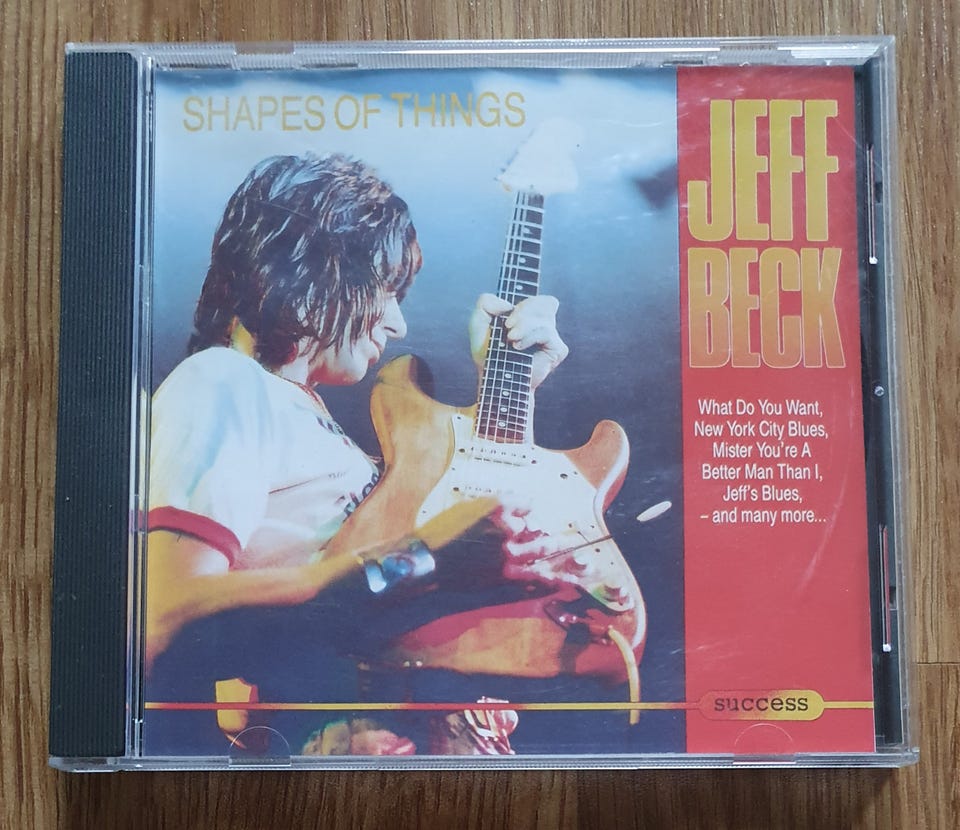 SHAPES OF THINGS
JEFF
BECK
What Do You Want,
New York City Blues,
Mister You're A
Better Man Than I,
Jeff's Blues,
– and many more...
success